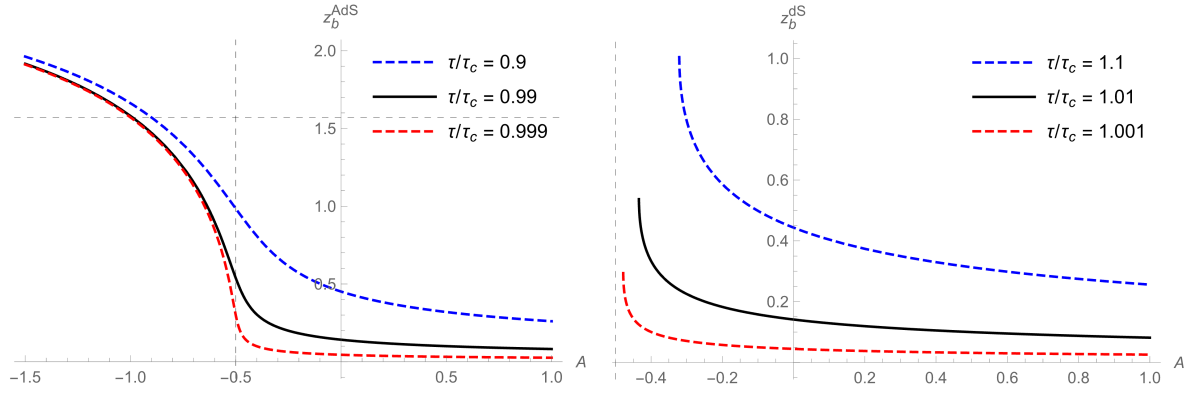 z_b^AdS
2.0
1.5
1.0
0.5
−1.5 −1.0 −0.5 0.5 1.0 A
τ/τ_c = 0.9
τ/τ_c = 0.99
τ/τ_c = 0.999
z_b^dS
1.0
0.8
0.6
0.4
0.2
−0.4 −0.2 0.2 0.4 0.6 0.8 1.0 A
τ/τ_c = 1.1
τ/τ_c = 1.01
τ/τ_c = 1.001